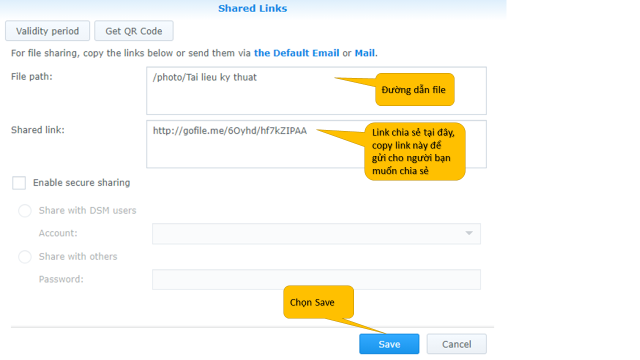 Shared Links
Validity period
Get QR Code
For file sharing, copy the links below or send them via the Default Email or Mail.
File path:
/photo/Tai lieu ky thuat
Đường dẫn file
Shared link:
http://gofile.me/6Oyhd/hf7kZIPAA
Link chia sẻ tại đây,
copy link này để
gửi cho người bạn
muốn chia sẻ
Enable secure sharing
Share with DSM users
Account:
Share with others
Password:
Chọn Save
Save
Cancel